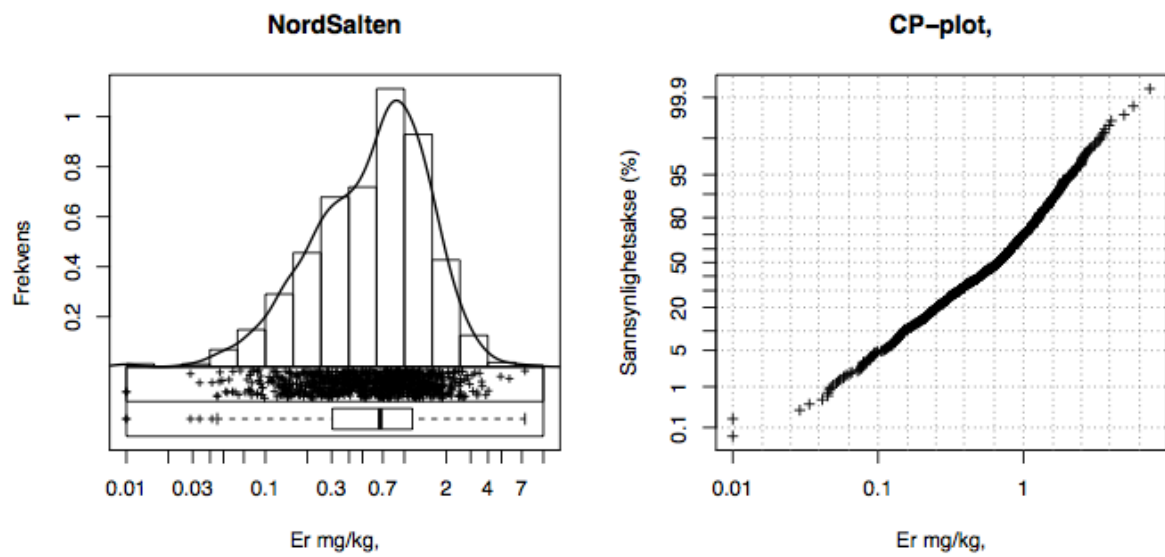 NordSalten
Frekvens
1
0.8
0.6
0.4
0.2
0.01 0.03 0.1 0.3 0.7 2 4 7
Er mg/kg,
CP−plot,
Sannsynlighetsakse (%)
99.9
95
80
50
20
5
1
0.1
0.01 0.1 1
Er mg/kg,